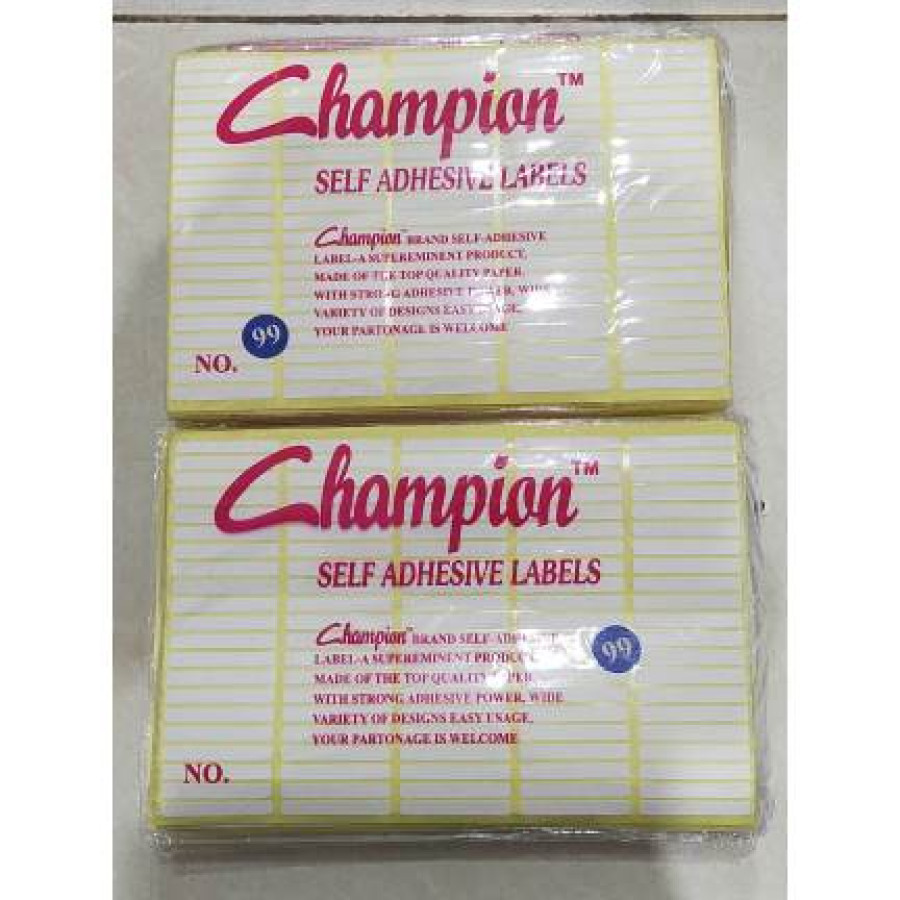 Champion™
SELF ADHESIVE LABELS
Champion™ BRAND SELF-ADHESIVE
LABEL-A SUPEREMINENT PRODUCT,
MADE OF THE TOP QUALITY PAPER,
WITH STRONG ADHESIVE POWER, WIDE
VARIETY OF DESIGNS EASY USAGE,
YOUR PARTONAGE IS WELCOME
NO. 99
Champion™
SELF ADHESIVE LABELS
Champion™ BRAND SELF-ADHESIVE
LABEL-A SUPEREMINENT PRODUCT,
99
MADE OF THE TOP QUALITY PAPER,
WITH STRONG ADHESIVE POWER, WIDE
VARIETY OF DESIGNS EASY USAGE,
YOUR PARTONAGE IS WELCOME
NO.